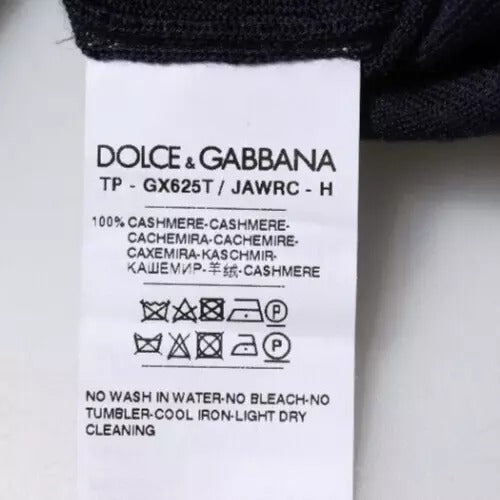 DOLCE & GABBANA
TP - GX625T / JAWRC - H
100% CASHMERE-CASHMERE-
CACHEMIRA-CACHEMIRE-
CAXEMIRA-KASCHMIR-
КАШЕМИР-羊绒-CASHMERE
P
P
NO WASH IN WATER-NO BLEACH-NO
TUMBLER-COOL IRON-LIGHT DRY
CLEANING